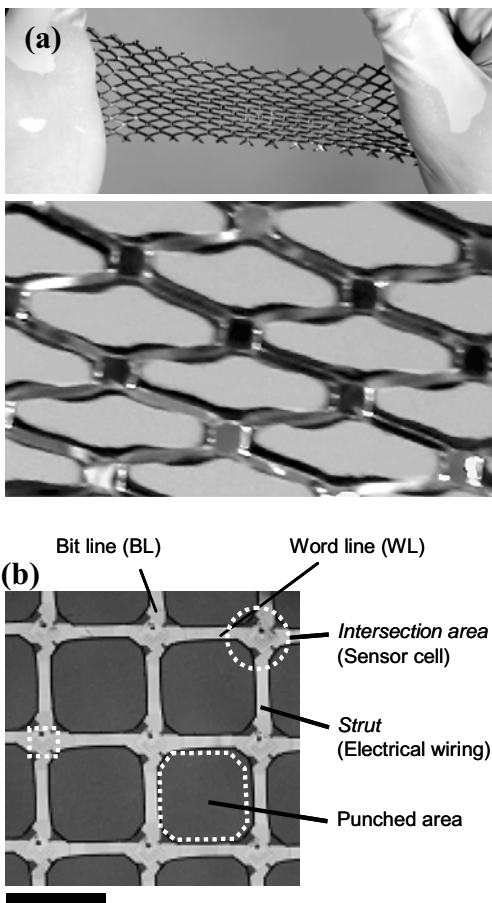 (a)
Bit line (BL)
Word line (WL)
(b)
Intersection area
(Sensor cell)
Strut
(Electrical wiring)
Punched area